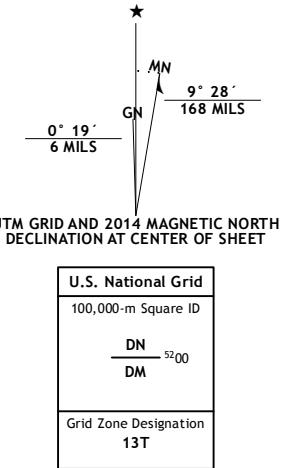 ★
MN
GN
9° 28´
168 MILS
0° 19´
6 MILS
UTM GRID AND 2014 MAGNETIC NORTH
DECLINATION AT CENTER OF SHEET
U.S. National Grid
100,000-m Square ID
DN
5200
DM
Grid Zone Designation
13T